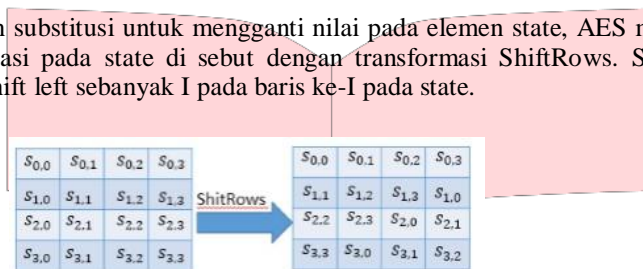 substitusi untuk mengganti nilai pada elemen state, AES
asi pada state di sebut dengan transformasi ShiftRows. S
hift left sebanyak I pada baris ke-I pada state.
S0,0 S0,1 S0,2 S0,3
S1,0 S1,1 S1,2 S1,3
S2,0 S2,1 S2,2 S2,3
S3,0 S3,1 S3,2 S3,3
ShitRows
S0,0 S0,1 S0,2 S0,3
S1,1 S1,2 S1,3 S1,0
S2,2 S2,3 S2,0 S2,1
S3,3 S3,0 S3,1 S3,2